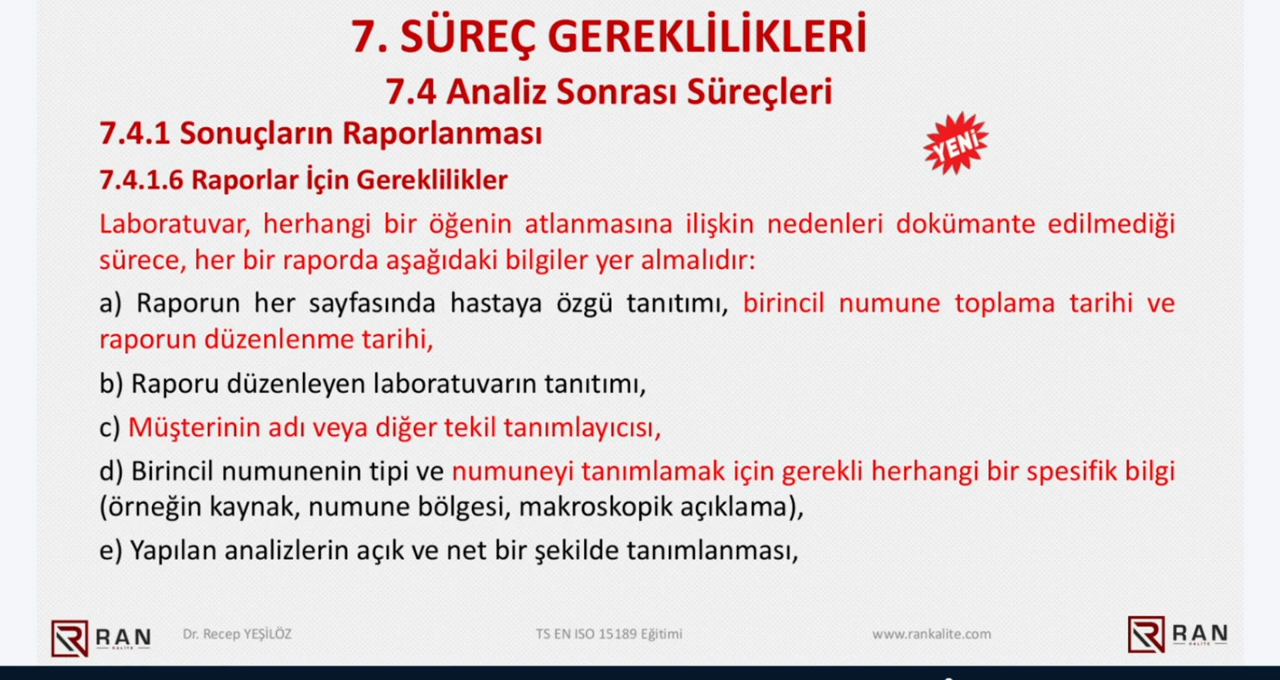 7. SÜREÇ GEREKLİLİKLERİ
7.4 Analiz Sonrası Süreçleri
7.4.1 Sonuçların Raporlanması
YENİ
7.4.1.6 Raporlar İçin Gereklilikler
Laboratuvar, herhangi bir öğenin atlanmasına ilişkin nedenleri dokümante edilmediği
sürece, her bir raporda aşağıdaki bilgiler yer almalıdır:
a) Raporun her sayfasında hastaya özgü tanıtımı, birincil numune toplama tarihi ve
raporun düzenlenme tarihi,
b) Raporu düzenleyen laboratuvarın tanıtımı,
c) Müşterinin adı veya diğer tekil tanımlayıcısı,
d) Birincil numunenin tipi ve numuneyi tanımlamak için gerekli herhangi bir spesifik bilgi
(örneğin kaynak, numune bölgesi, makroskopik açıklama),
e) Yapılan analizlerin açık ve net bir şekilde tanımlanması,
RAN
KALİTE
Dr. Recep YEŞİLÖZ
TS EN ISO 15189 Eğitimi
www.rankalite.com
RAN
KALİTE